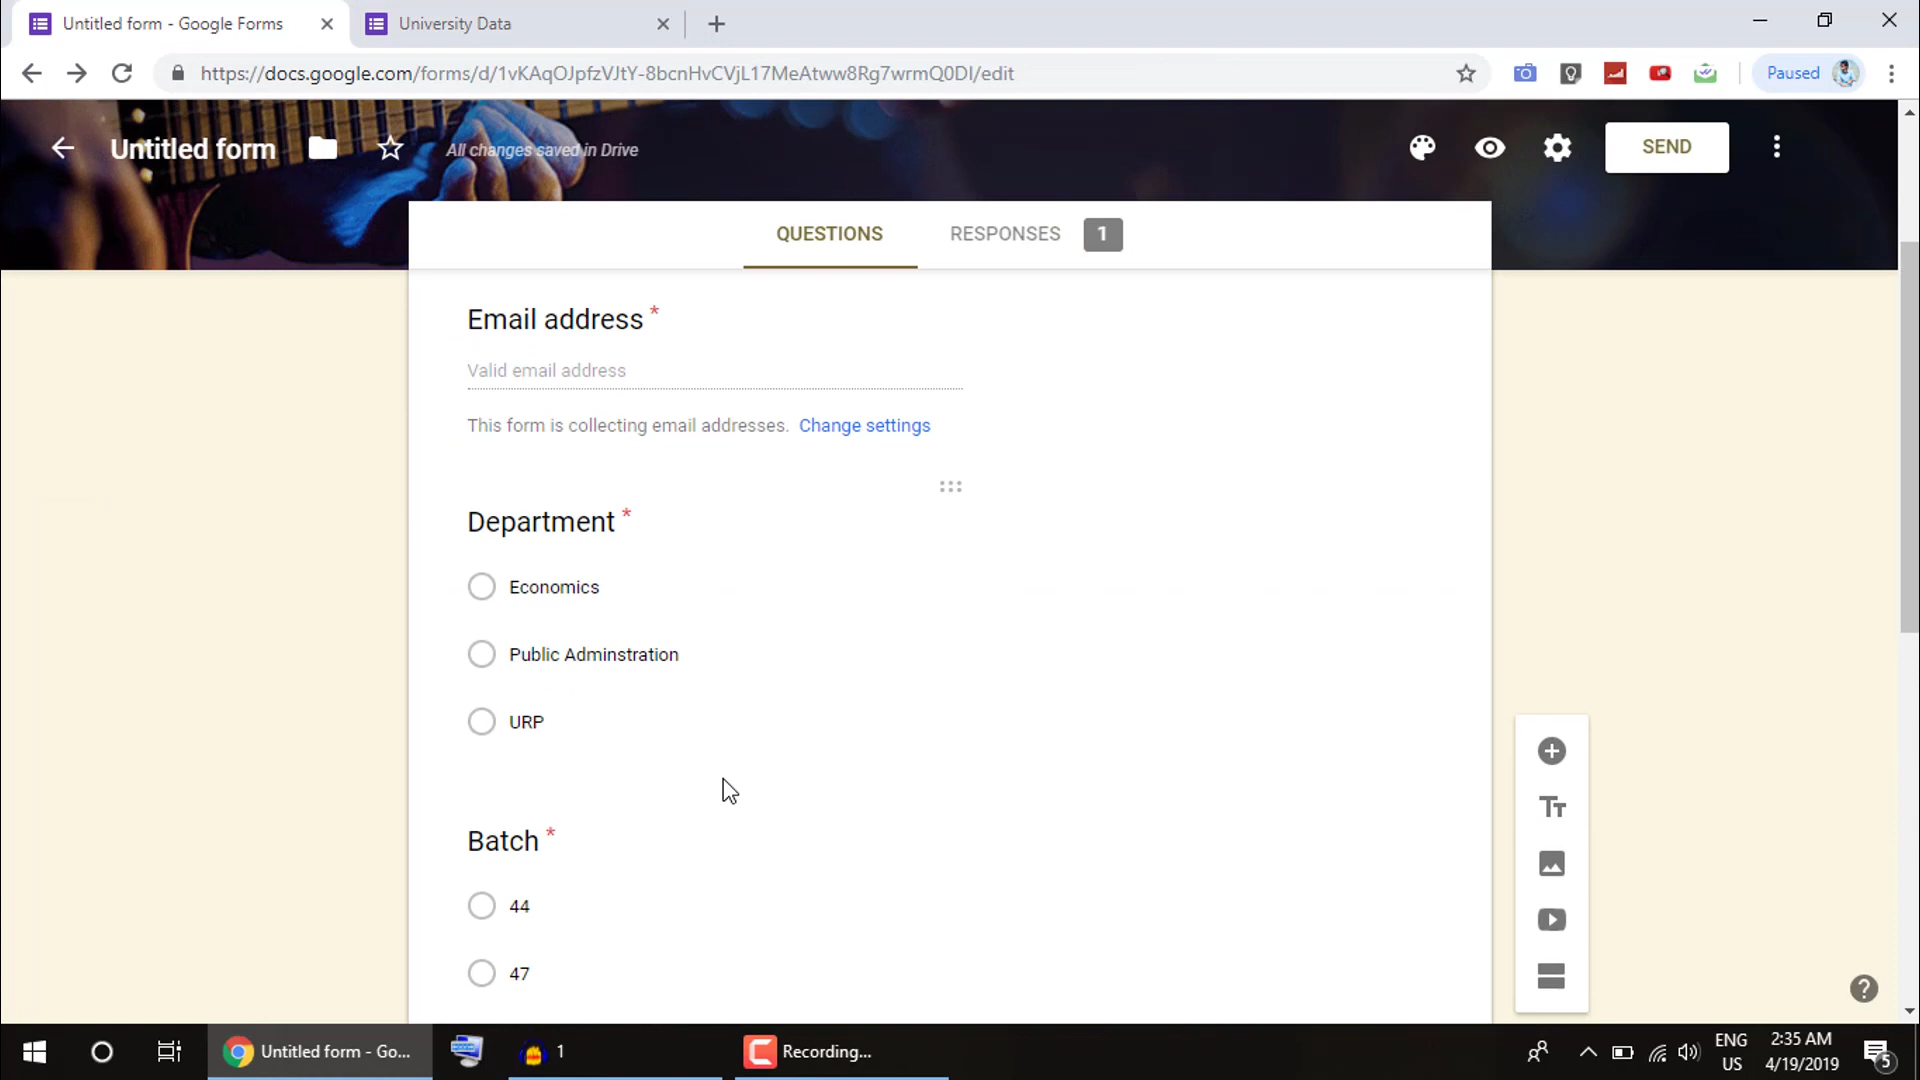 Untitled form - Google Forms
University Data
https://docs.google.com/forms/d/1vKAqOJpfzVJtY-8bcnHvCVjL17MeAtww8Rg7wrmQ0DI/edit
Paused
Untitled form
All changes saved in Drive
SEND
QUESTIONS
RESPONSES
1
Email address *
Valid email address
This form is collecting email addresses. Change settings
Department *
Economics
Public Adminstration
URP
Batch *
44
47
Untitled form - Go...
1
Recording...
ENG
US
2:35 AM
4/19/2019
5